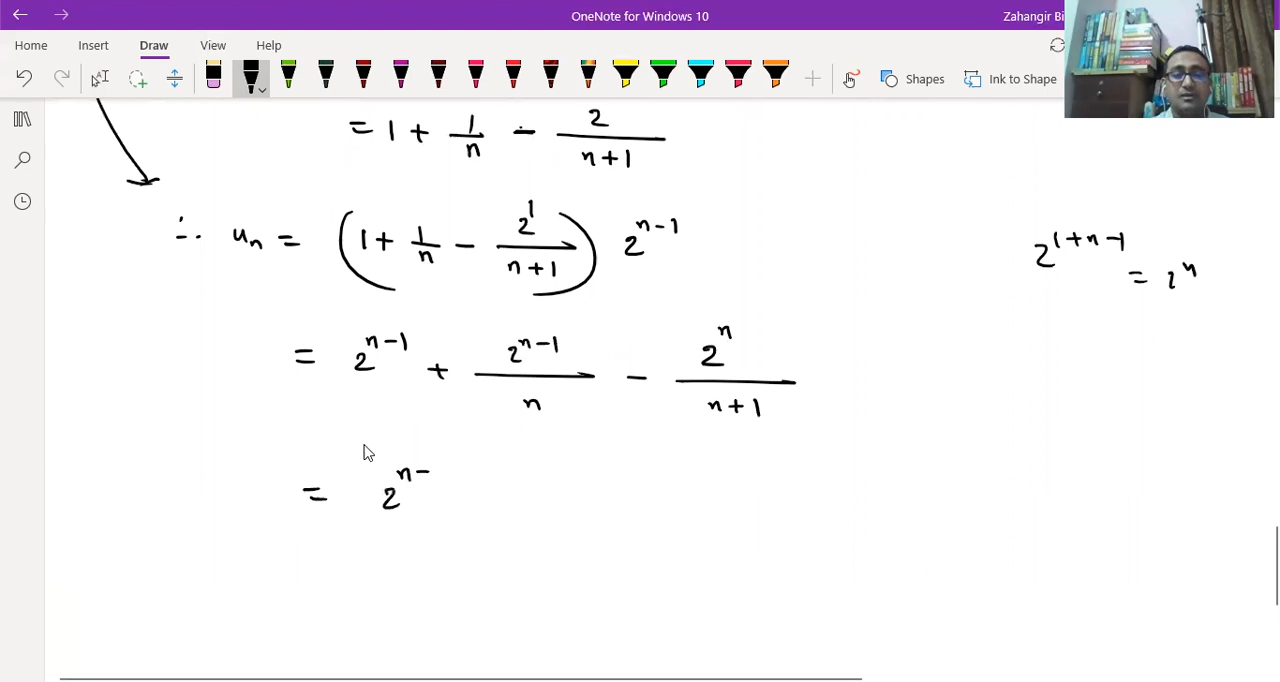 OneNote for Windows 10
Zahangir Bi
Home Insert Draw View Help
Shapes Ink to Shape
= 1 + 1/n - 2/(n+1)
∴ uₙ = (1 + 1/n - 2¹/(n+1)) 2ⁿ⁻¹
2¹⁺ⁿ⁻¹
= 2ⁿ
= 2ⁿ⁻¹ + 2ⁿ⁻¹/n - 2ⁿ/(n+1)
= 2ⁿ⁻